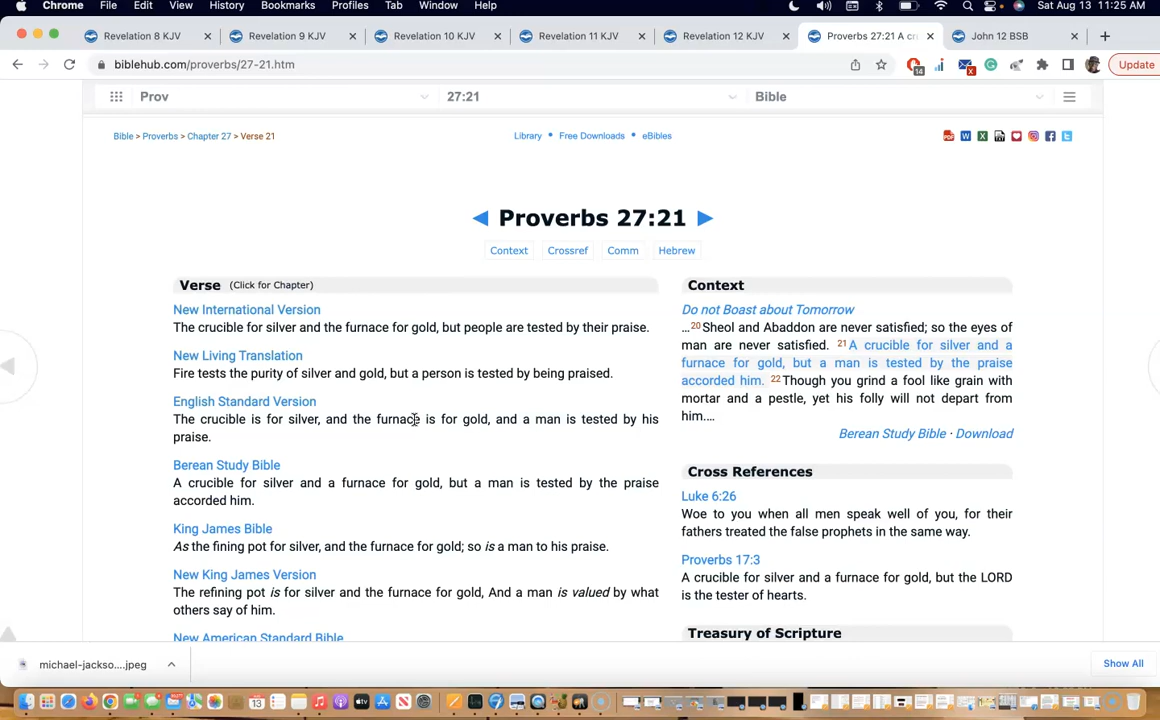 Chrome File Edit View History Bookmarks Profiles Tab Window Help Sat Aug 13 11:25 AM
Revelation 8 KJV Revelation 9 KJV Revelation 10 KJV Revelation 11 KJV Revelation 12 KJV Proverbs 27:21 A cr John 12 BSB
biblehub.com/proverbs/27-21.htm 14 x Update
Prov 27:21 Bible
Bible > Proverbs > Chapter 27 > Verse 21 Library • Free Downloads • eBibles
Proverbs 27:21
Context Crossref Comm Hebrew
Verse (Click for Chapter)
New International Version
The crucible for silver and the furnace for gold, but people are tested by their praise.
New Living Translation
Fire tests the purity of silver and gold, but a person is tested by being praised.
English Standard Version
The crucible is for silver, and the furnace is for gold, and a man is tested by his
praise.
Berean Study Bible
A crucible for silver and a furnace for gold, but a man is tested by the praise
accorded him.
King James Bible
As the fining pot for silver, and the furnace for gold; so is a man to his praise.
New King James Version
The refining pot is for silver and the furnace for gold, And a man is valued by what
others say of him.
New American Standard Bible
Context
Do not Boast about Tomorrow
…20Sheol and Abaddon are never satisfied; so the eyes of
man are never satisfied. 21A crucible for silver and a
furnace for gold, but a man is tested by the praise
accorded him. 22Though you grind a fool like grain with
mortar and a pestle, yet his folly will not depart from
him.…
Berean Study Bible · Download
Cross References
Luke 6:26
Woe to you when all men speak well of you, for their
fathers treated the false prophets in the same way.
Proverbs 17:3
A crucible for silver and a furnace for gold, but the LORD
is the tester of hearts.
Treasury of Scripture
michael-jackso....jpeg Show All